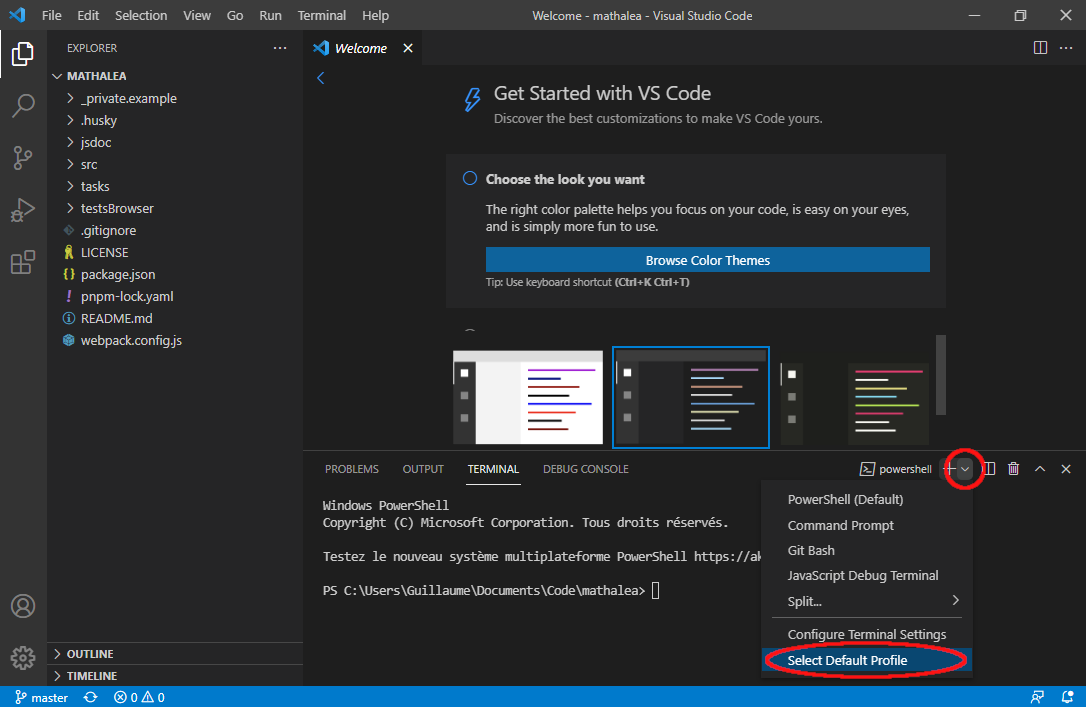 File Edit Selection View Go Run Terminal Help
Welcome - mathalea - Visual Studio Code
EXPLORER
MATHALEA
_private.example
.husky
jsdoc
src
tasks
testsBrowser
.gitignore
LICENSE
package.json
pnpm-lock.yaml
README.md
webpack.config.js
OUTLINE
TIMELINE
Welcome
Get Started with VS Code
Discover the best customizations to make VS Code yours.
Choose the look you want
The right color palette helps you focus on your code, is easy on your eyes,
and is simply more fun to use.
Browse Color Themes
Tip: Use keyboard shortcut (Ctrl+K Ctrl+T)
PROBLEMS OUTPUT TERMINAL DEBUG CONSOLE
powershell
Windows PowerShell
Copyright (C) Microsoft Corporation. Tous droits réservés.
Testez le nouveau système multiplateforme PowerShell https://ak
PS C:\Users\Guillaume\Documents\Code\mathalea>
PowerShell (Default)
Command Prompt
Git Bash
JavaScript Debug Terminal
Split...
Configure Terminal Settings
Select Default Profile
master 0 0